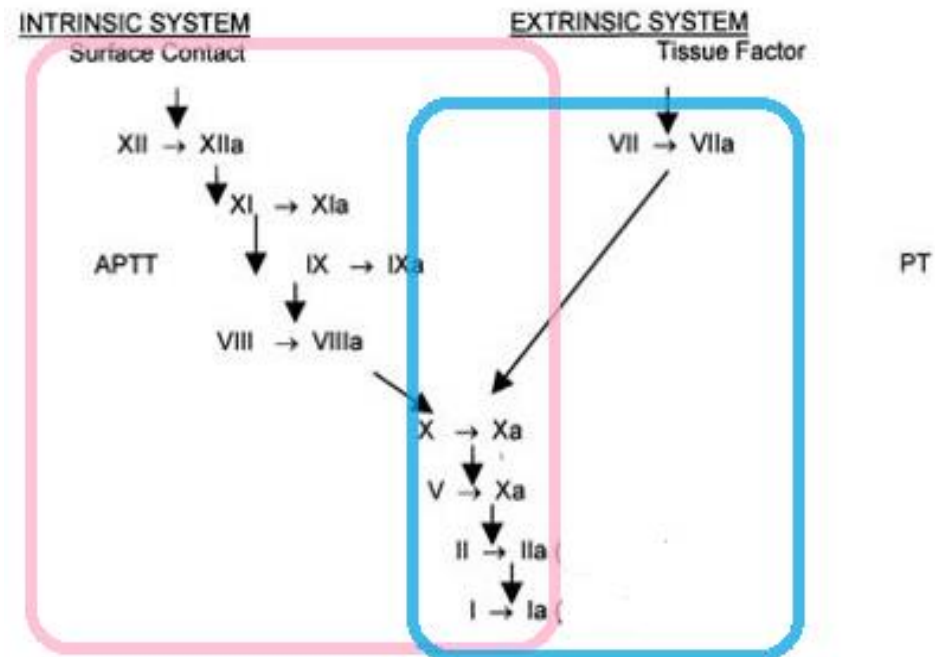 INTRINSIC SYSTEM EXTRINSIC SYSTEM
Surface Contact Tissue Factor
XII → XIIa VII → VIIa
XI → XIa
APTT IX → IXa PT
VIII → VIIIa
X → Xa
V → Xa
II → IIa (
I → Ia (